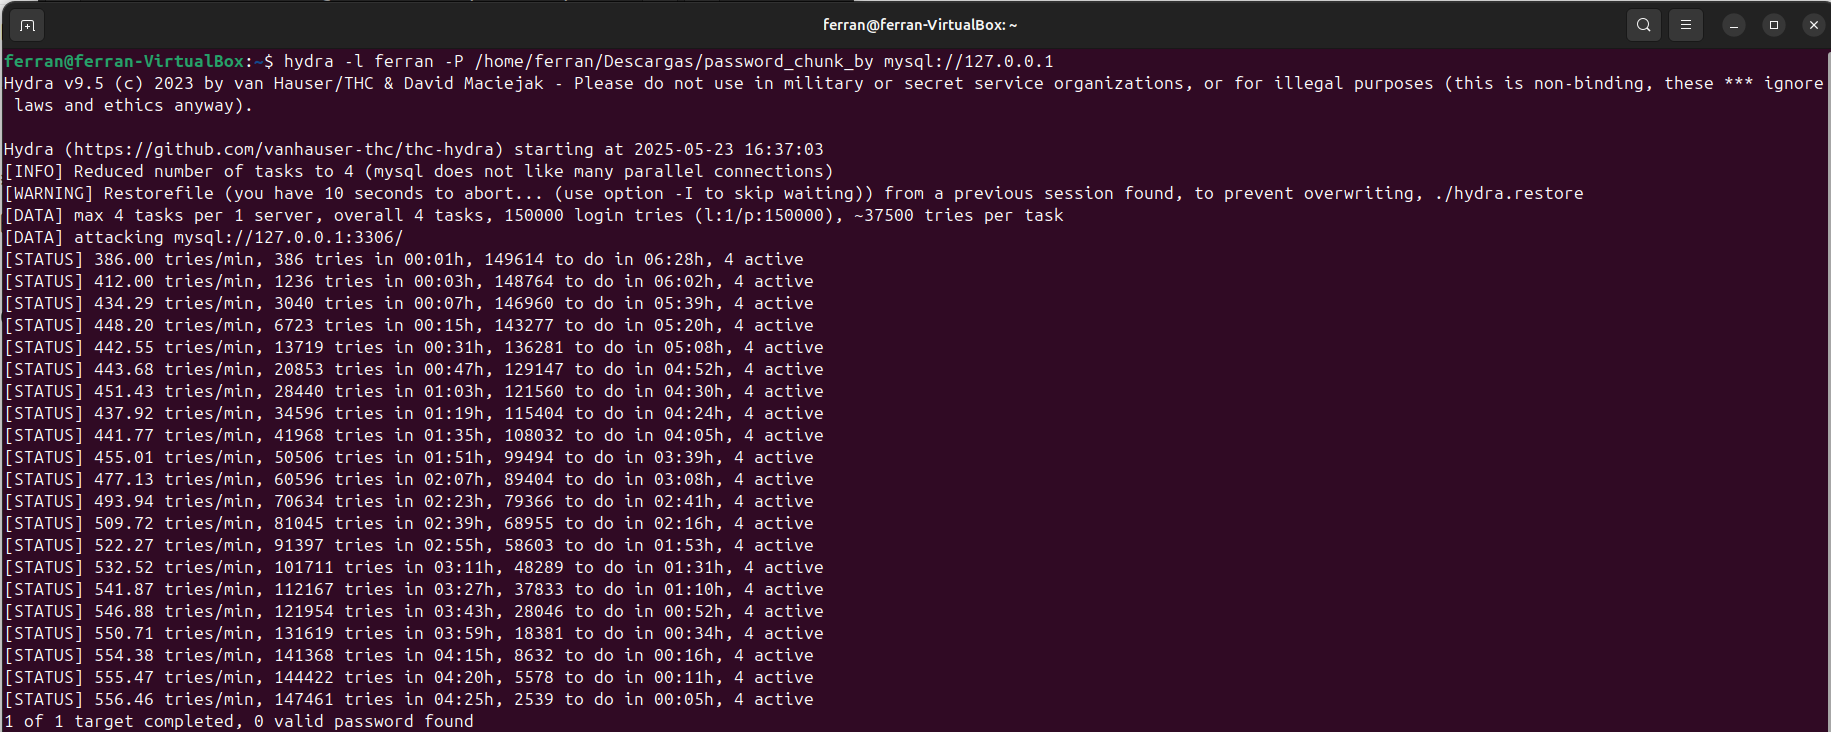 ferran@ferran-VirtualBox: ~
ferran@ferran-VirtualBox:~$ hydra -l ferran -P /home/ferran/Descargas/password_chunk_by mysql://127.0.0.1
Hydra v9.5 (c) 2023 by van Hauser/THC & David Maciejak - Please do not use in military or secret service organizations, or for illegal purposes (this is non-binding, these *** ignore
laws and ethics anyway).
Hydra (https://github.com/vanhauser-thc/thc-hydra) starting at 2025-05-23 16:37:03
[INFO] Reduced number of tasks to 4 (mysql does not like many parallel connections)
[WARNING] Restorefile (you have 10 seconds to abort... (use option -I to skip waiting)) from a previous session found, to prevent overwriting, ./hydra.restore
[DATA] max 4 tasks per 1 server, overall 4 tasks, 150000 login tries (l:1/p:150000), ~37500 tries per task
[DATA] attacking mysql://127.0.0.1:3306/
[STATUS] 386.00 tries/min, 386 tries in 00:01h, 149614 to do in 06:28h, 4 active
[STATUS] 412.00 tries/min, 1236 tries in 00:03h, 148764 to do in 06:02h, 4 active
[STATUS] 434.29 tries/min, 3040 tries in 00:07h, 146960 to do in 05:39h, 4 active
[STATUS] 448.20 tries/min, 6723 tries in 00:15h, 143277 to do in 05:20h, 4 active
[STATUS] 442.55 tries/min, 13719 tries in 00:31h, 136281 to do in 05:08h, 4 active
[STATUS] 443.68 tries/min, 20853 tries in 00:47h, 129147 to do in 04:52h, 4 active
[STATUS] 451.43 tries/min, 28440 tries in 01:03h, 121560 to do in 04:30h, 4 active
[STATUS] 437.92 tries/min, 34596 tries in 01:19h, 115404 to do in 04:24h, 4 active
[STATUS] 441.77 tries/min, 41968 tries in 01:35h, 108032 to do in 04:05h, 4 active
[STATUS] 455.01 tries/min, 50506 tries in 01:51h, 99494 to do in 03:39h, 4 active
[STATUS] 477.13 tries/min, 60596 tries in 02:07h, 89404 to do in 03:08h, 4 active
[STATUS] 493.94 tries/min, 70634 tries in 02:23h, 79366 to do in 02:41h, 4 active
[STATUS] 509.72 tries/min, 81045 tries in 02:39h, 68955 to do in 02:16h, 4 active
[STATUS] 522.27 tries/min, 91397 tries in 02:55h, 58603 to do in 01:53h, 4 active
[STATUS] 532.52 tries/min, 101711 tries in 03:11h, 48289 to do in 01:31h, 4 active
[STATUS] 541.87 tries/min, 112167 tries in 03:27h, 37833 to do in 01:10h, 4 active
[STATUS] 546.88 tries/min, 121954 tries in 03:43h, 28046 to do in 00:52h, 4 active
[STATUS] 550.71 tries/min, 131619 tries in 03:59h, 18381 to do in 00:34h, 4 active
[STATUS] 554.38 tries/min, 141368 tries in 04:15h, 8632 to do in 00:16h, 4 active
[STATUS] 555.47 tries/min, 144422 tries in 04:20h, 5578 to do in 00:11h, 4 active
[STATUS] 556.46 tries/min, 147461 tries in 04:25h, 2539 to do in 00:05h, 4 active
1 of 1 target completed, 0 valid password found